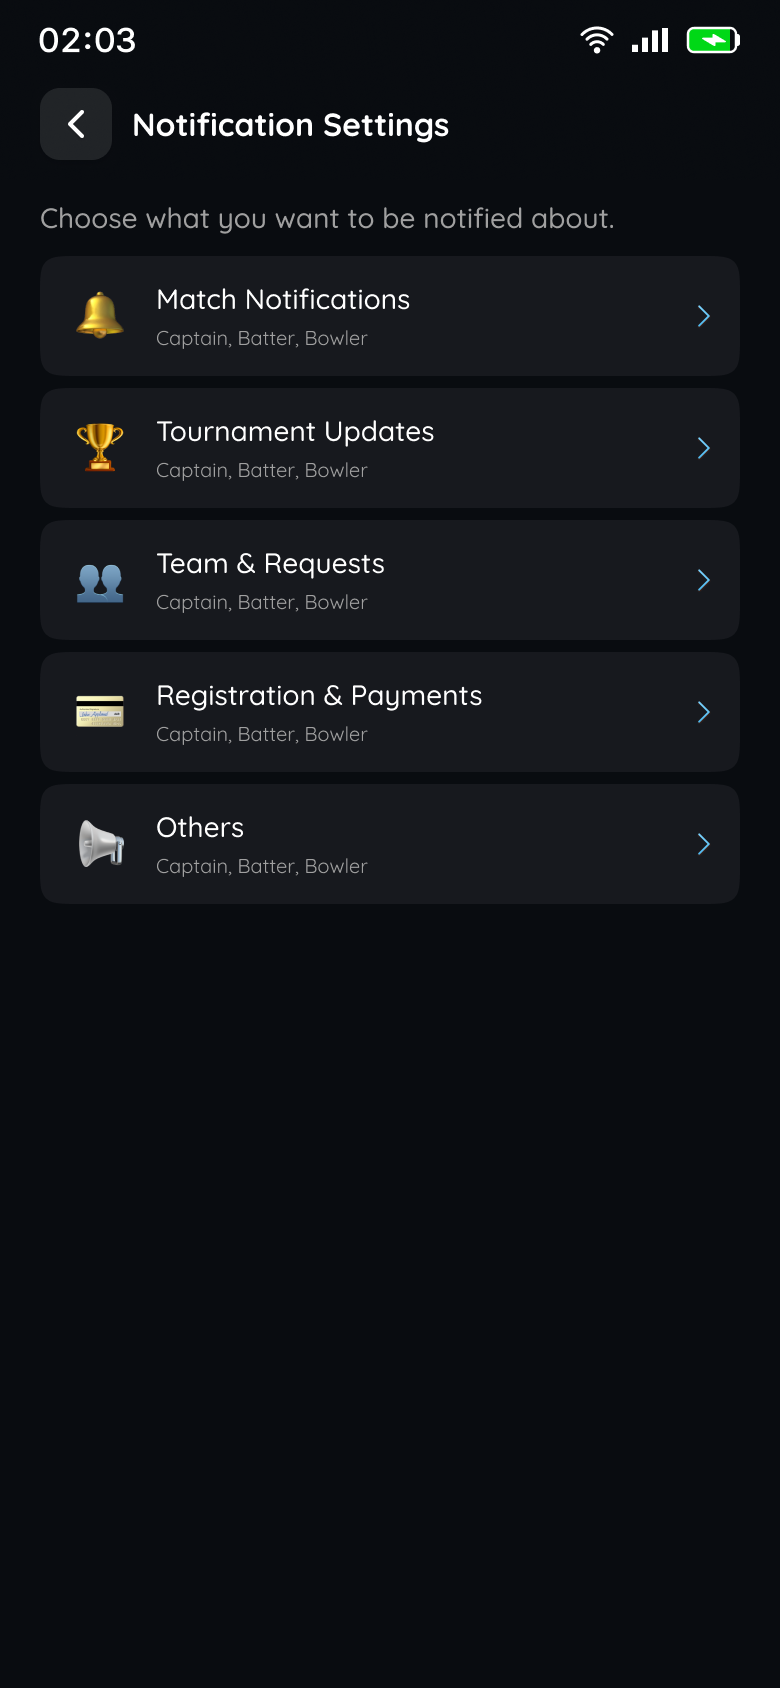 02:03
Notification Settings
Choose what you want to be notified about.
Match Notifications
Captain, Batter, Bowler
Tournament Updates
Captain, Batter, Bowler
Team & Requests
Captain, Batter, Bowler
Registration & Payments
Captain, Batter, Bowler
Others
Captain, Batter, Bowler